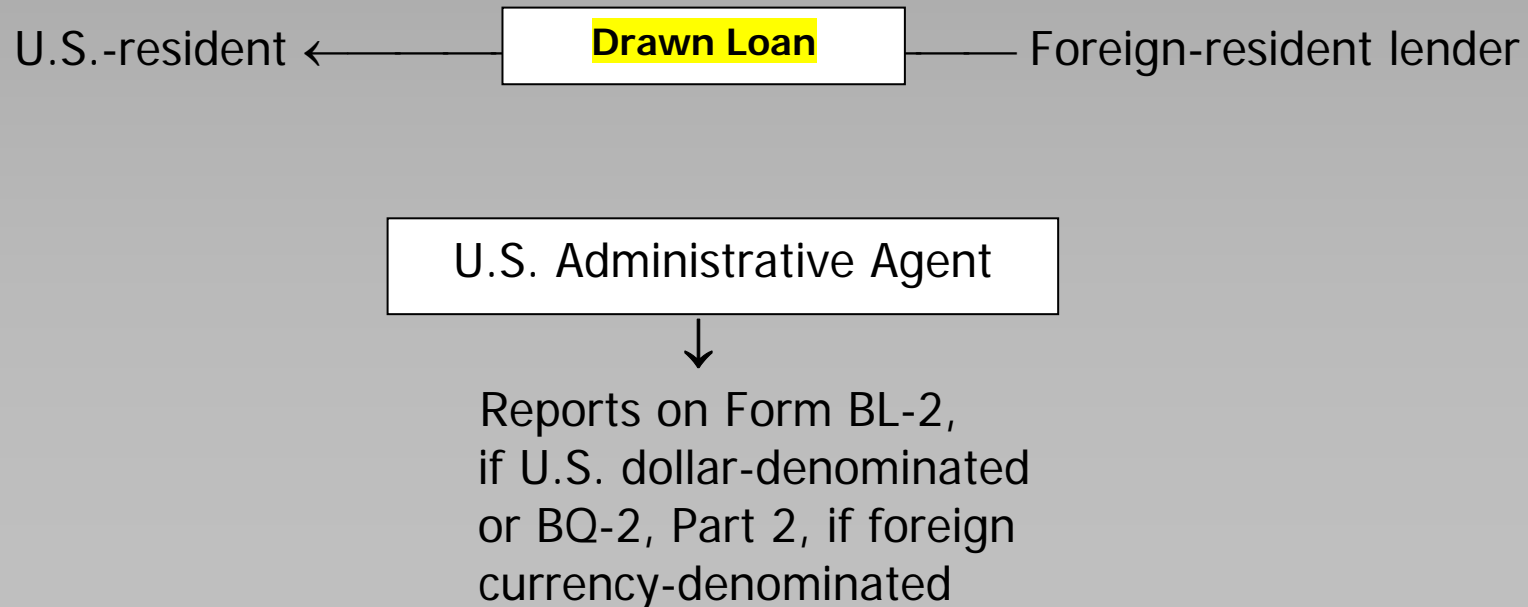 U.S.-resident ← Drawn Loan Foreign-resident lender
U.S. Administrative Agent
↓
Reports on Form BL-2,
if U.S. dollar-denominated
or BQ-2, Part 2, if foreign
currency-denominated